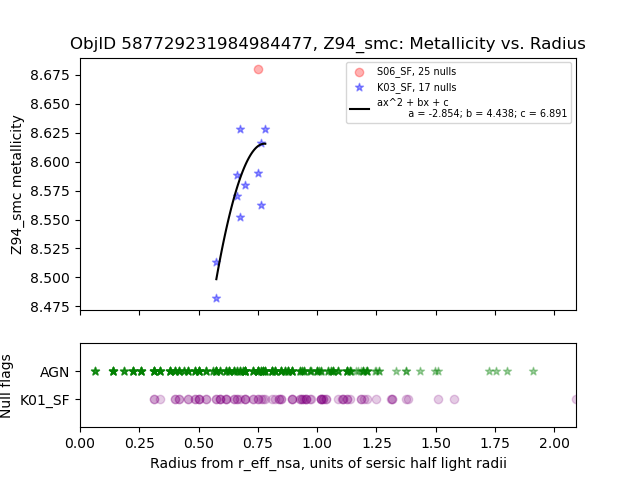 ObjID 587729231984984477, Z94_smc: Metallicity vs. Radius
8.675
8.650
8.625
8.600
8.575
8.550
8.525
8.500
8.475
Z94_smc metallicity
S06_SF, 25 nulls
K03_SF, 17 nulls
ax^2 + bx + c
a = -2.854; b = 4.438; c = 6.891
Null flags
AGN
K01_SF
0.00 0.25 0.50 0.75 1.00 1.25 1.50 1.75 2.00
Radius from r_eff_nsa, units of sersic half light radii